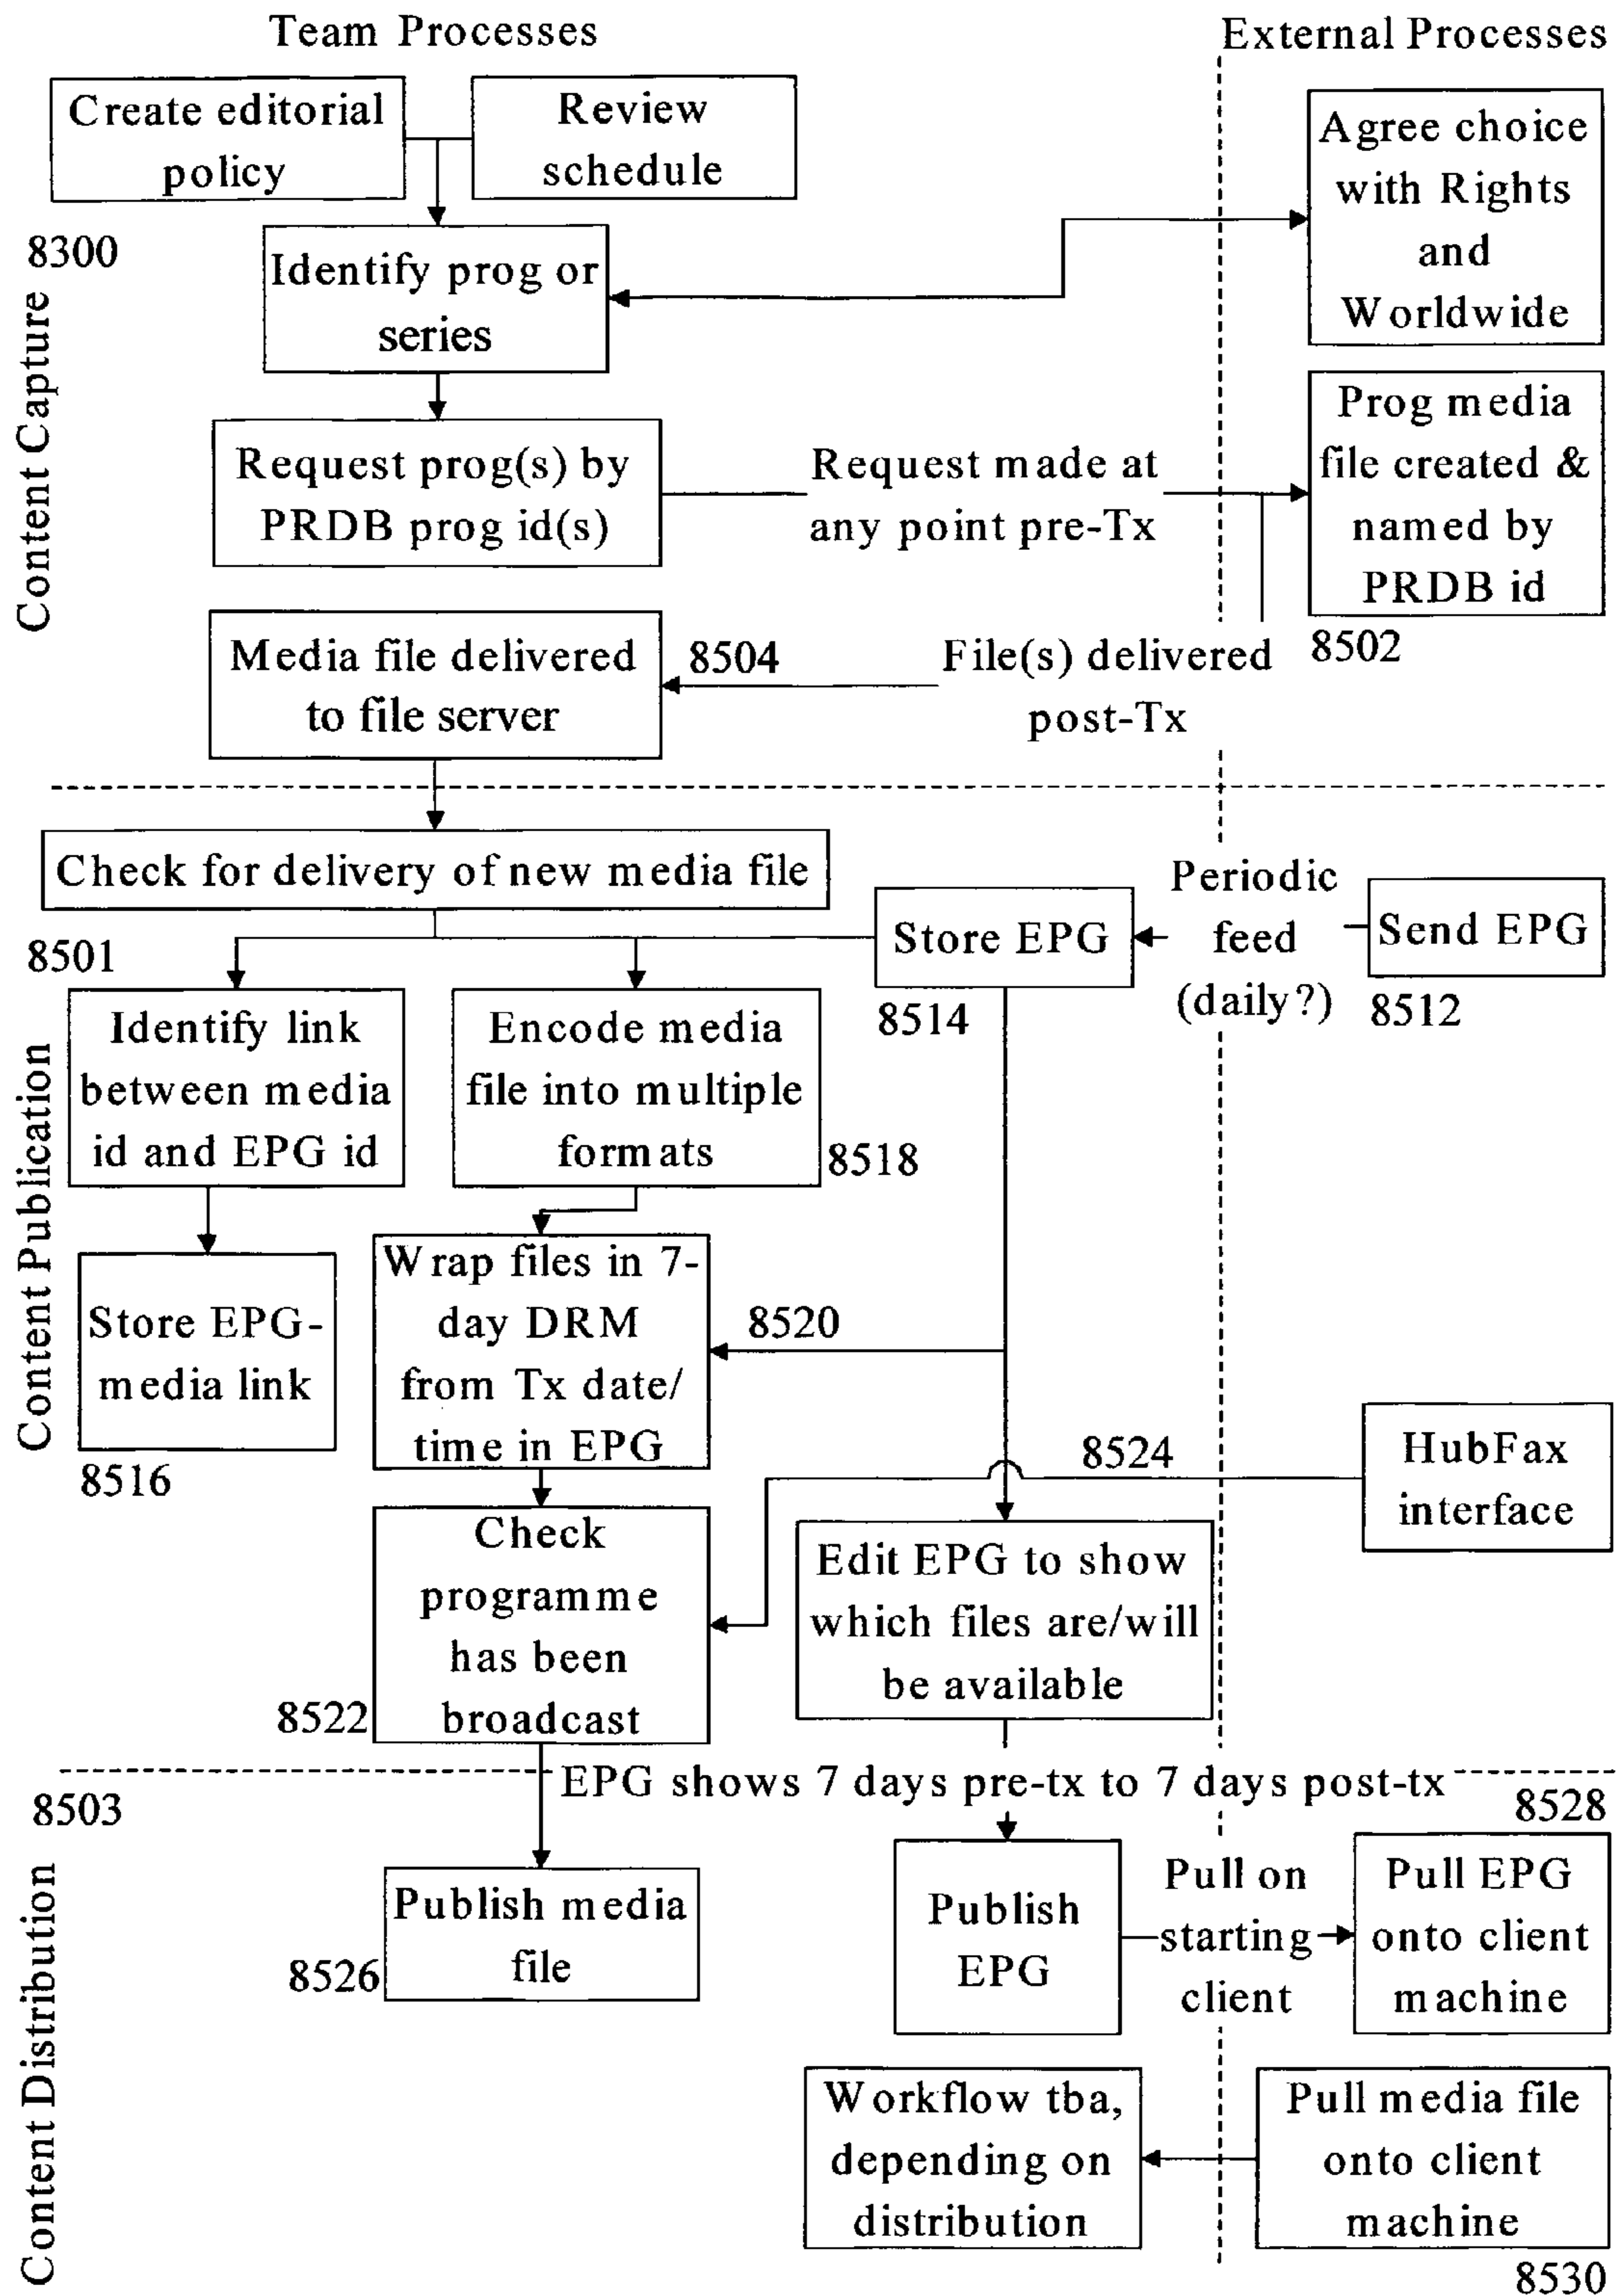 Team Processes
External Processes
Create editorial
policy
Review
schedule
Agree choice
with Rights
and
Worldwide
8300
Content Capture
Identify prog or
series
Request prog(s) by
PRDB prog id(s)
Request made at
any point pre-Tx
Prog media
file created &
named by
PRDB id
8502
Media file delivered
to file server
8504
File(s) delivered
post-Tx
Check for delivery of new media file
8501
Content Publication
Store EPG
8514
Periodic
feed
(daily?)
Send EPG
8512
Identify link
between media
id and EPG id
Encode media
file into multiple
formats
8518
Store EPG-
media link
8516
Wrap files in 7-
day DRM
from Tx date/
time in EPG
8520
8524
HubFax
interface
Check
programme
has been
broadcast
8522
Edit EPG to show
which files are/will
be available
EPG shows 7 days pre-tx to 7 days post-tx
8503
Content Distribution
8528
Publish media
file
8526
Publish
EPG
Pull on
starting
client
Pull EPG
onto client
machine
Workflow tba,
depending on
distribution
Pull media file
onto client
machine
8530